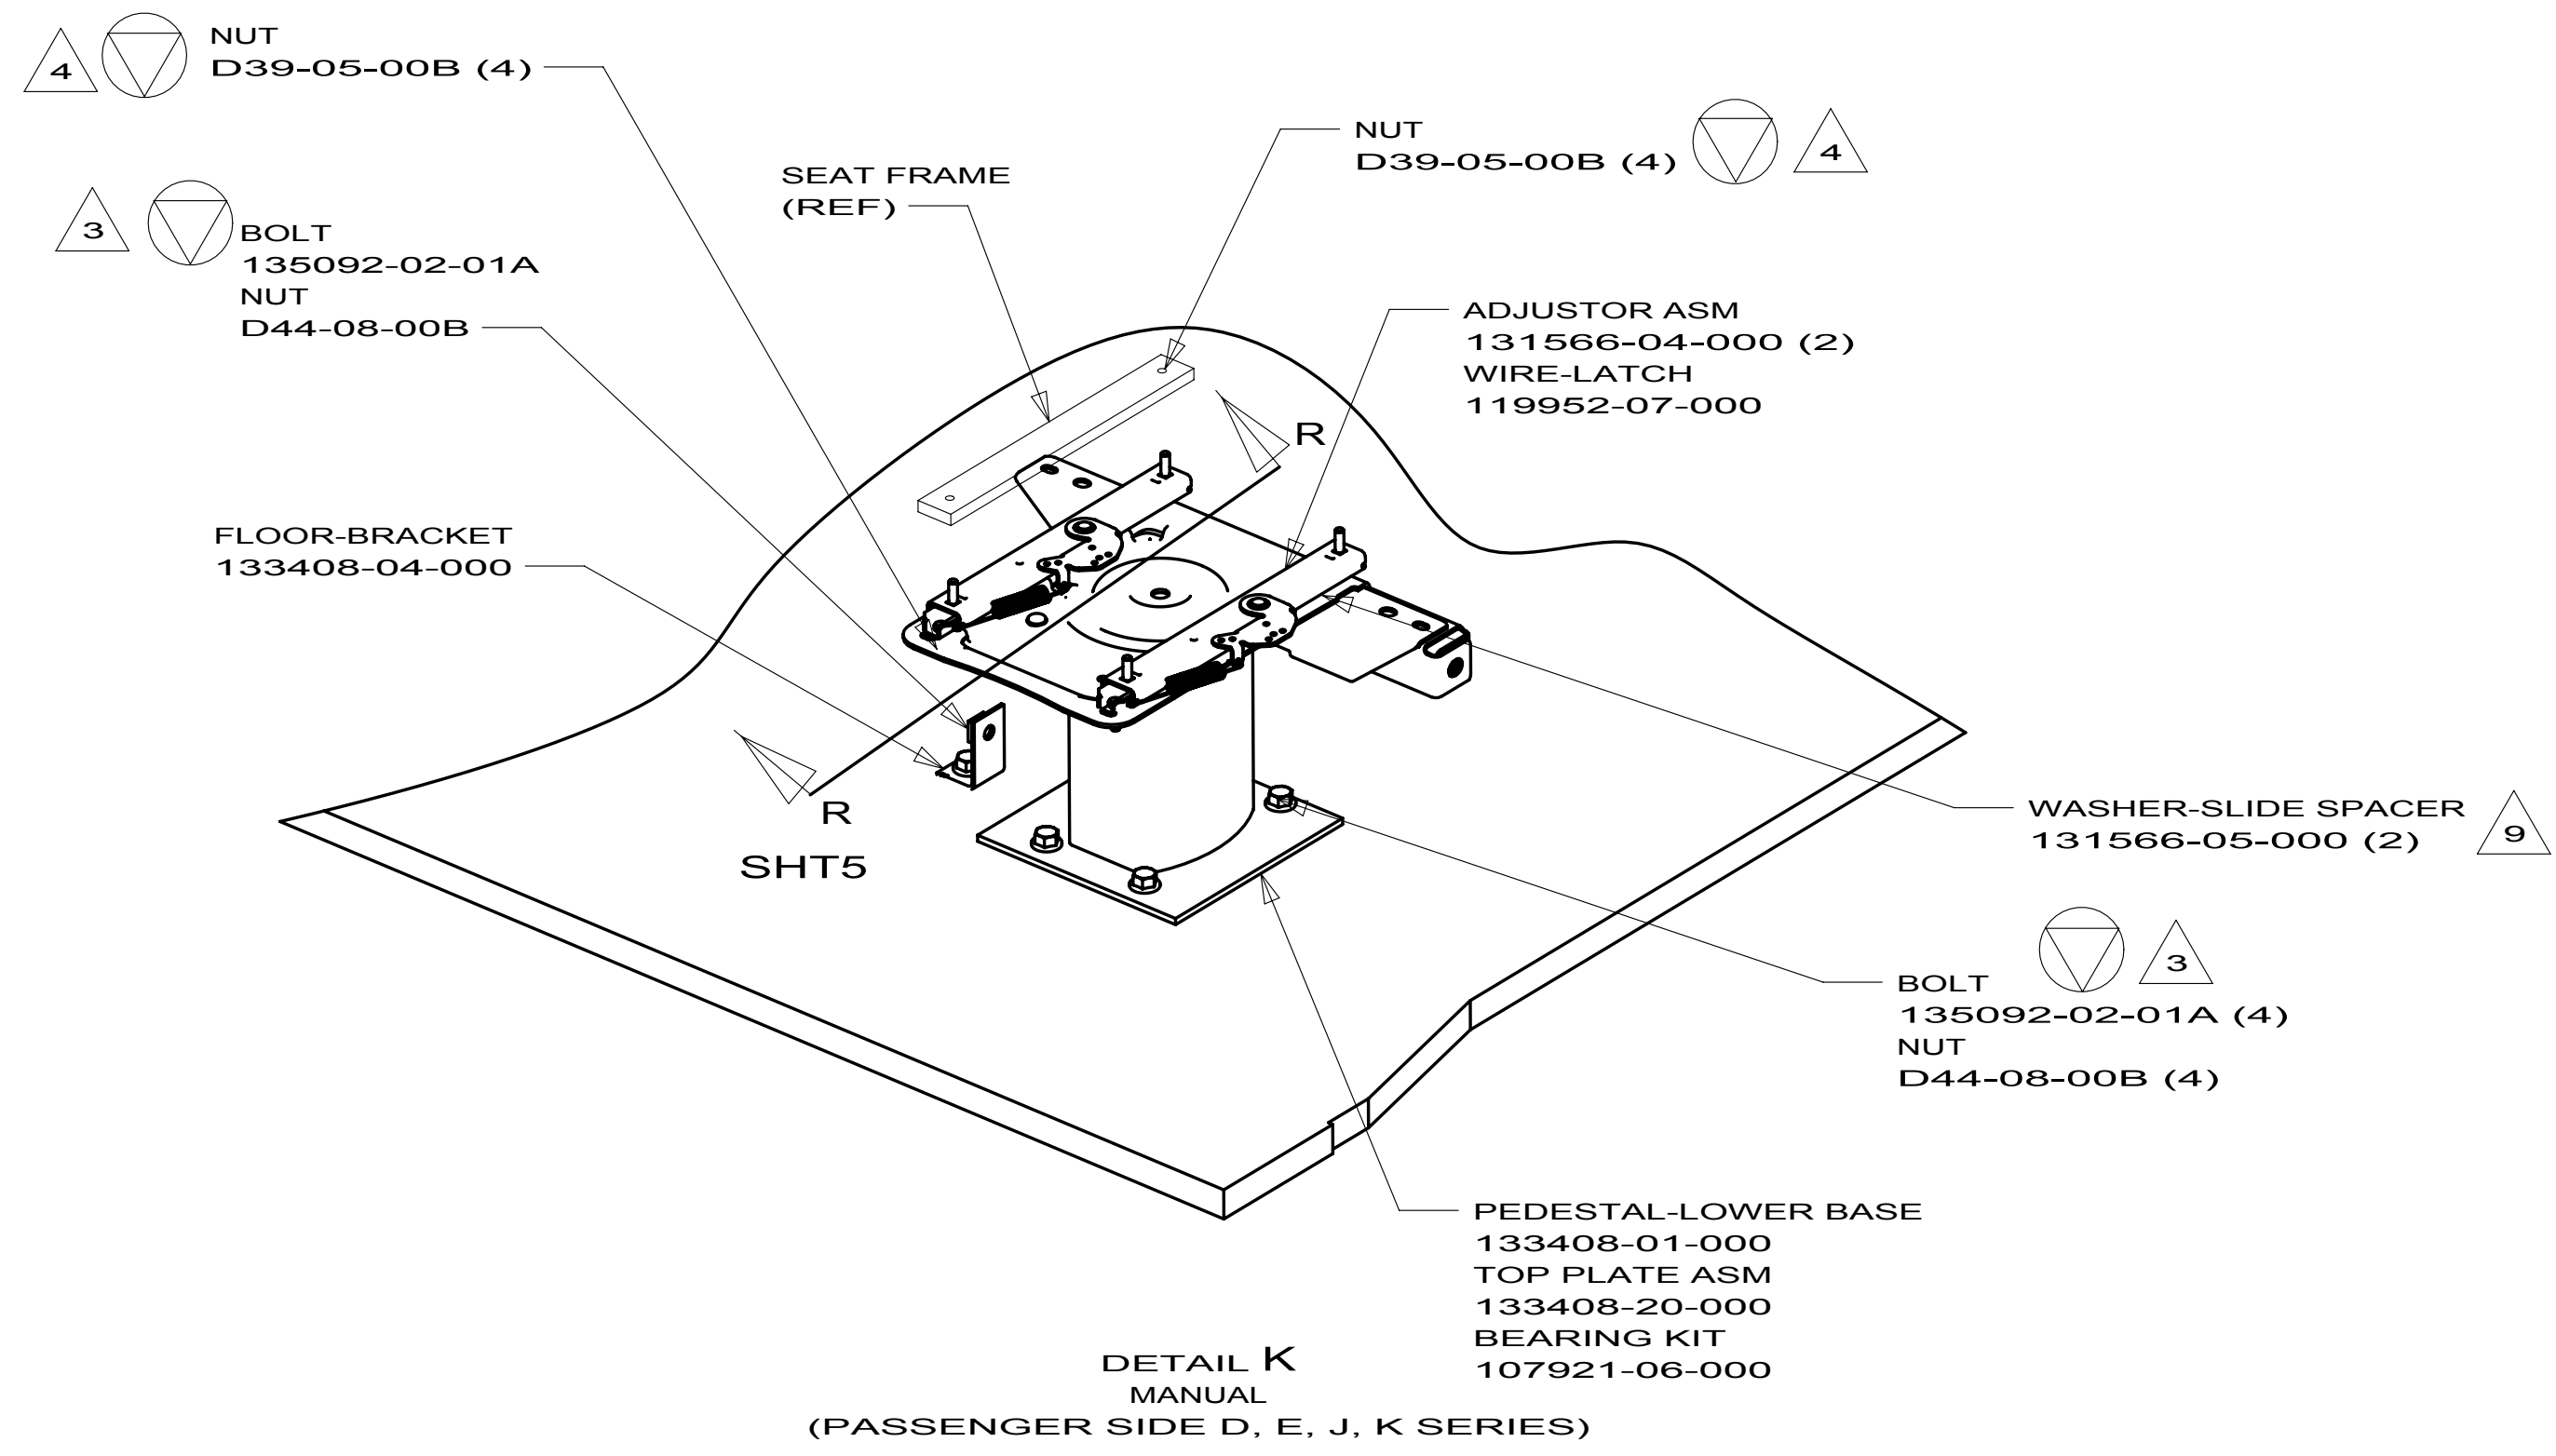 4
NUT
D39-05-00B (4)
NUT
D39-05-00B (4)
4
SEAT FRAME
(REF)
3
BOLT
135092-02-01A
NUT
D44-08-00B
ADJUSTOR ASM
131566-04-000 (2)
WIRE-LATCH
119952-07-000
R
FLOOR-BRACKET
133408-04-000
R
SHT5
WASHER-SLIDE SPACER
131566-05-000 (2)
9
BOLT
135092-02-01A (4)
NUT
D44-08-00B (4)
3
PEDESTAL-LOWER BASE
133408-01-000
TOP PLATE ASM
133408-20-000
BEARING KIT
107921-06-000
DETAIL K
MANUAL
(PASSENGER SIDE D, E, J, K SERIES)